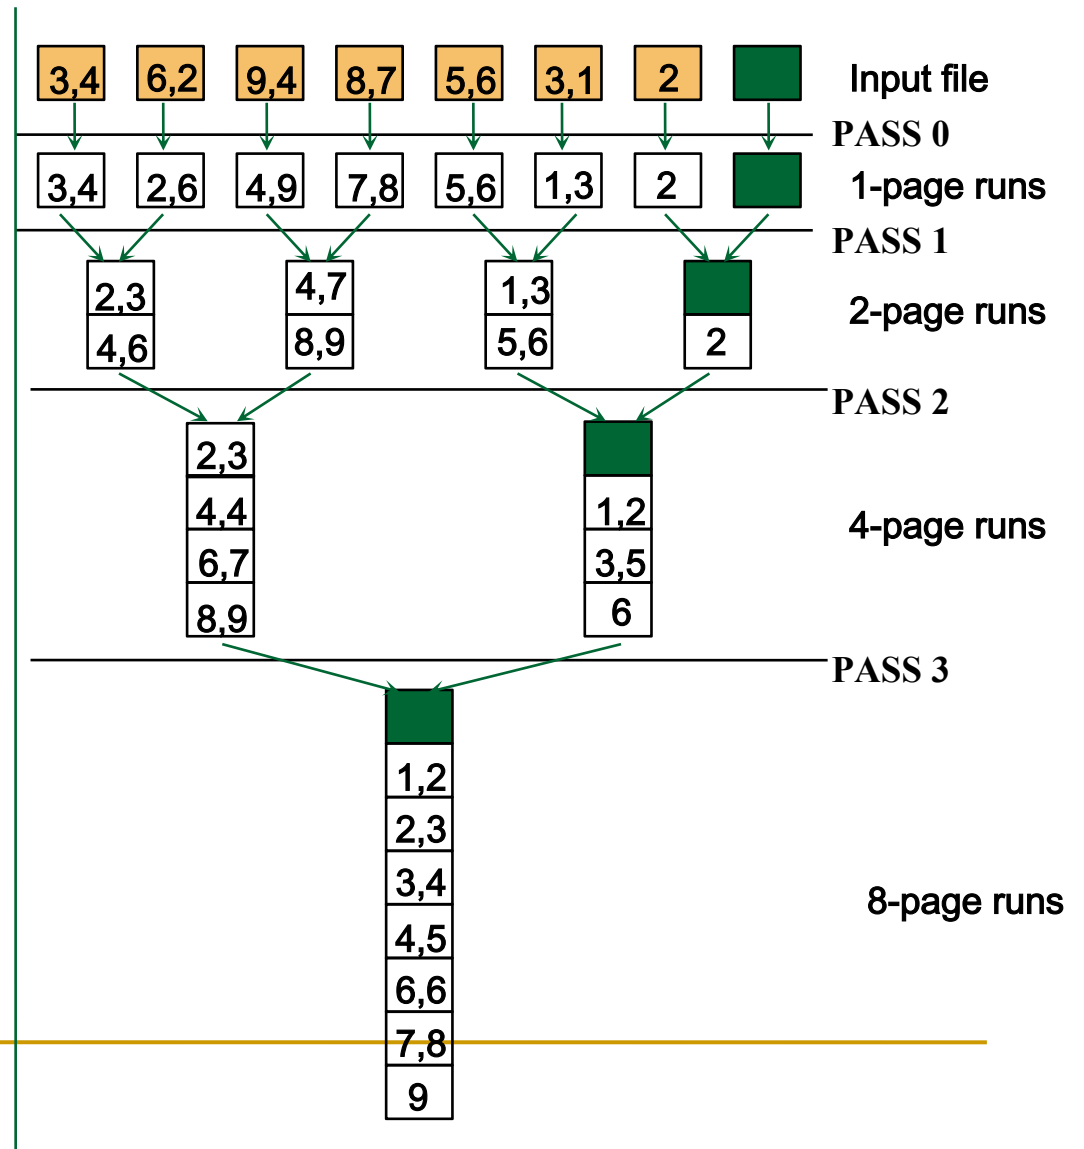 3,4 6,2 9,4 8,7 5,6 3,1 2 Input file
PASS 0
3,4 2,6 4,9 7,8 5,6 1,3 2 1-page runs
PASS 1
2,3 4,7 1,3
2-page runs
4,6 8,9 5,6 2
PASS 2
2,3
4,4 1,2
4-page runs
6,7 3,5
8,9 6
PASS 3
1,2
2,3
3,4
8-page runs
4,5
6,6
7,8
9